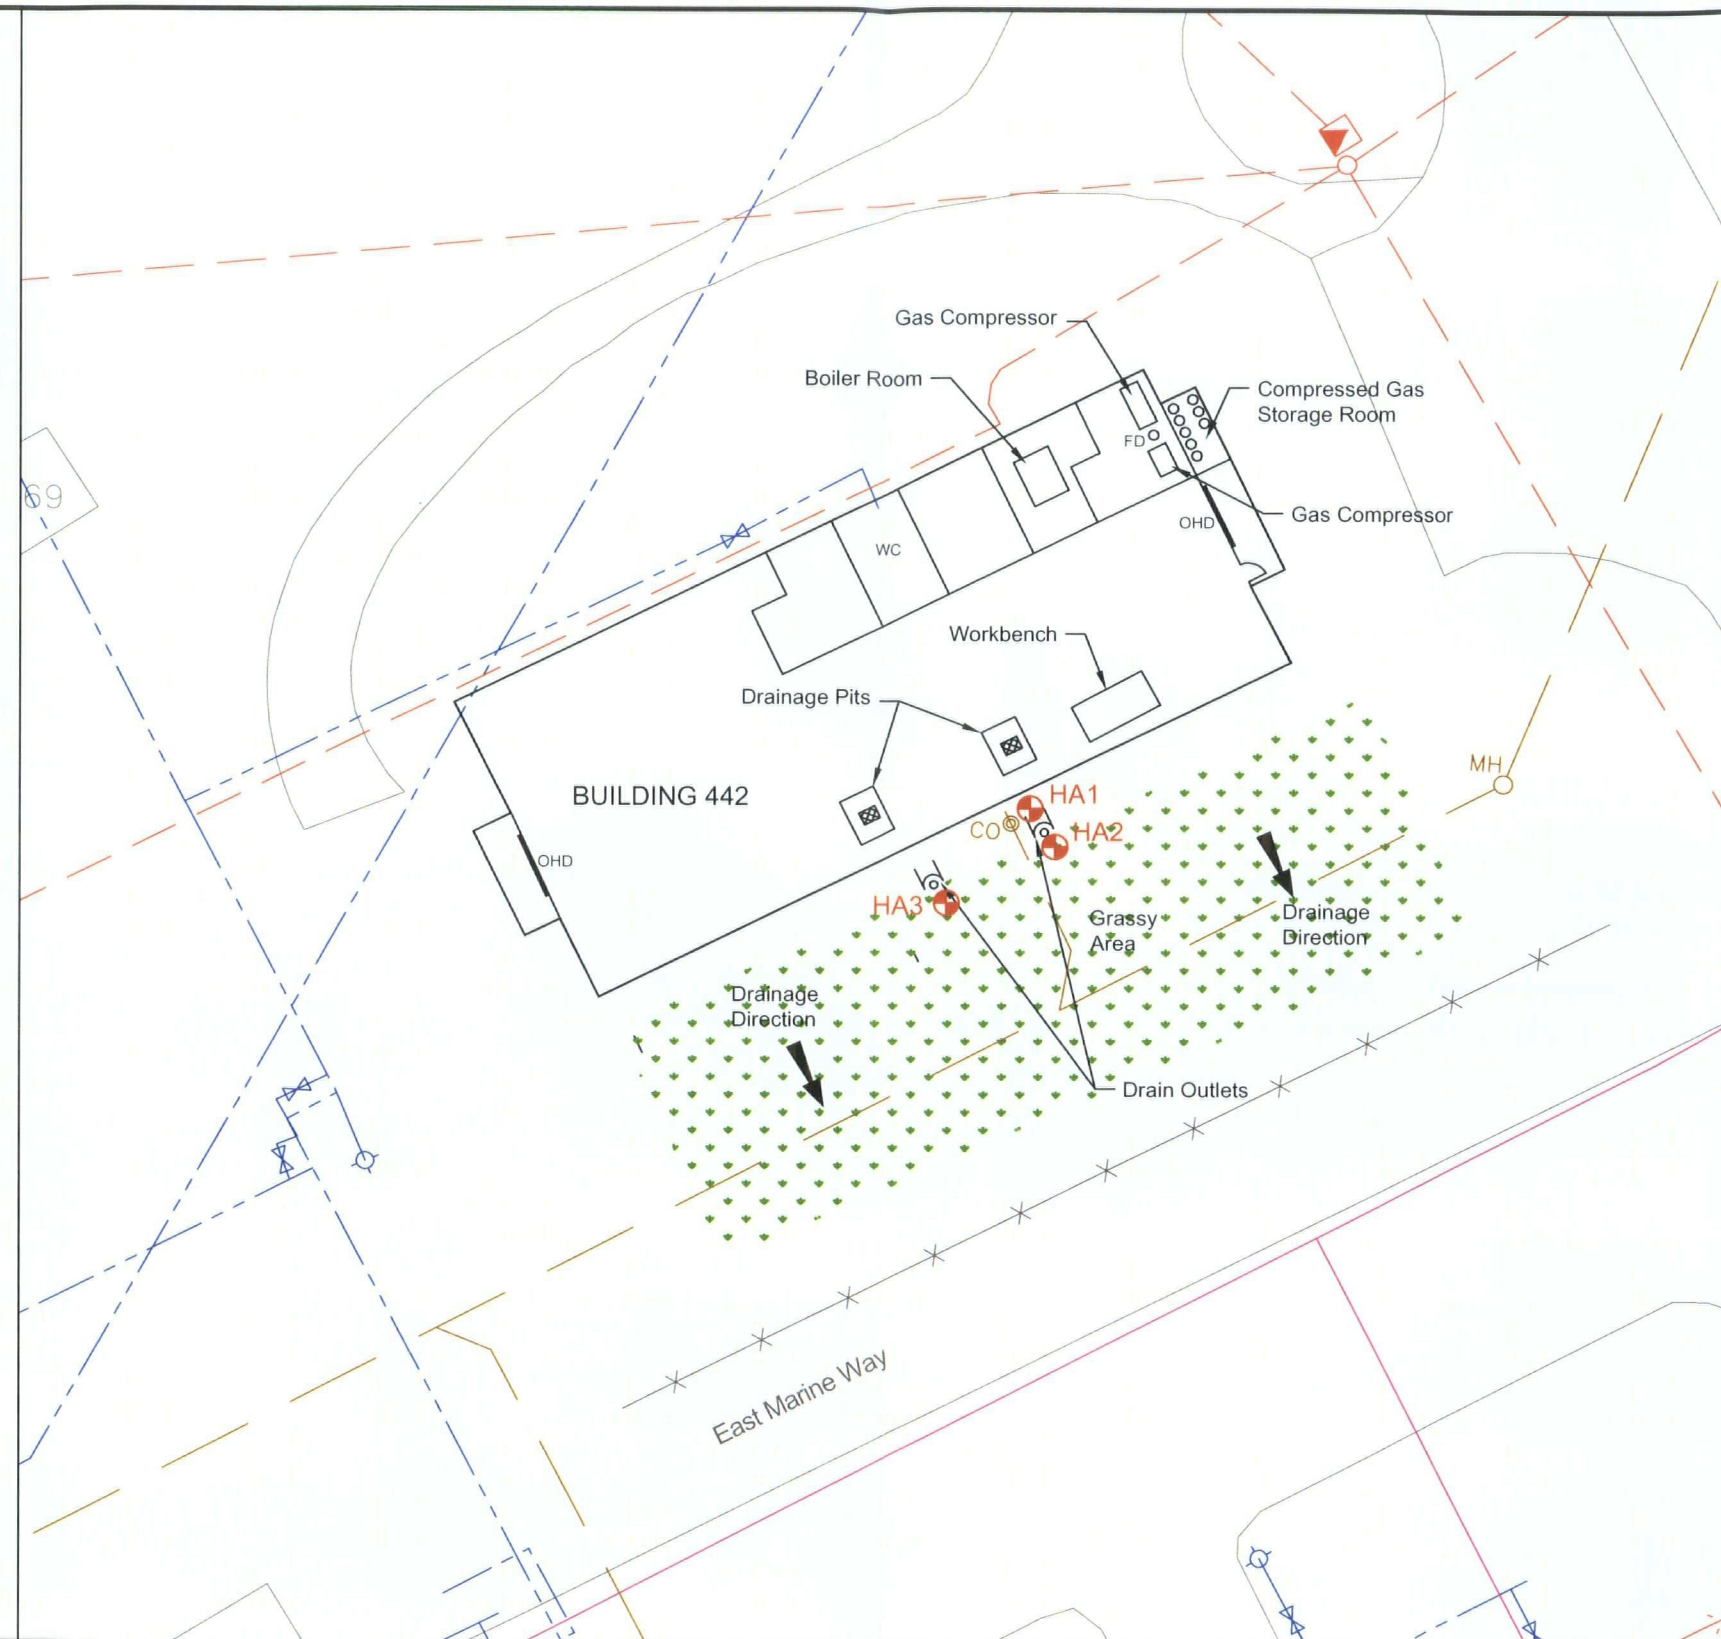 Gas Compressor
Boiler Room
Compressed Gas
Storage Room
FD
69
Gas Compressor
OHD
WC
Workbench
Drainage Pits
MH
BUILDING 442
HA1
CO
HA2
OHD
HA3
Grassy
Area
Drainage
Direction
Drainage
Direction
Drain Outlets
East Marine Way